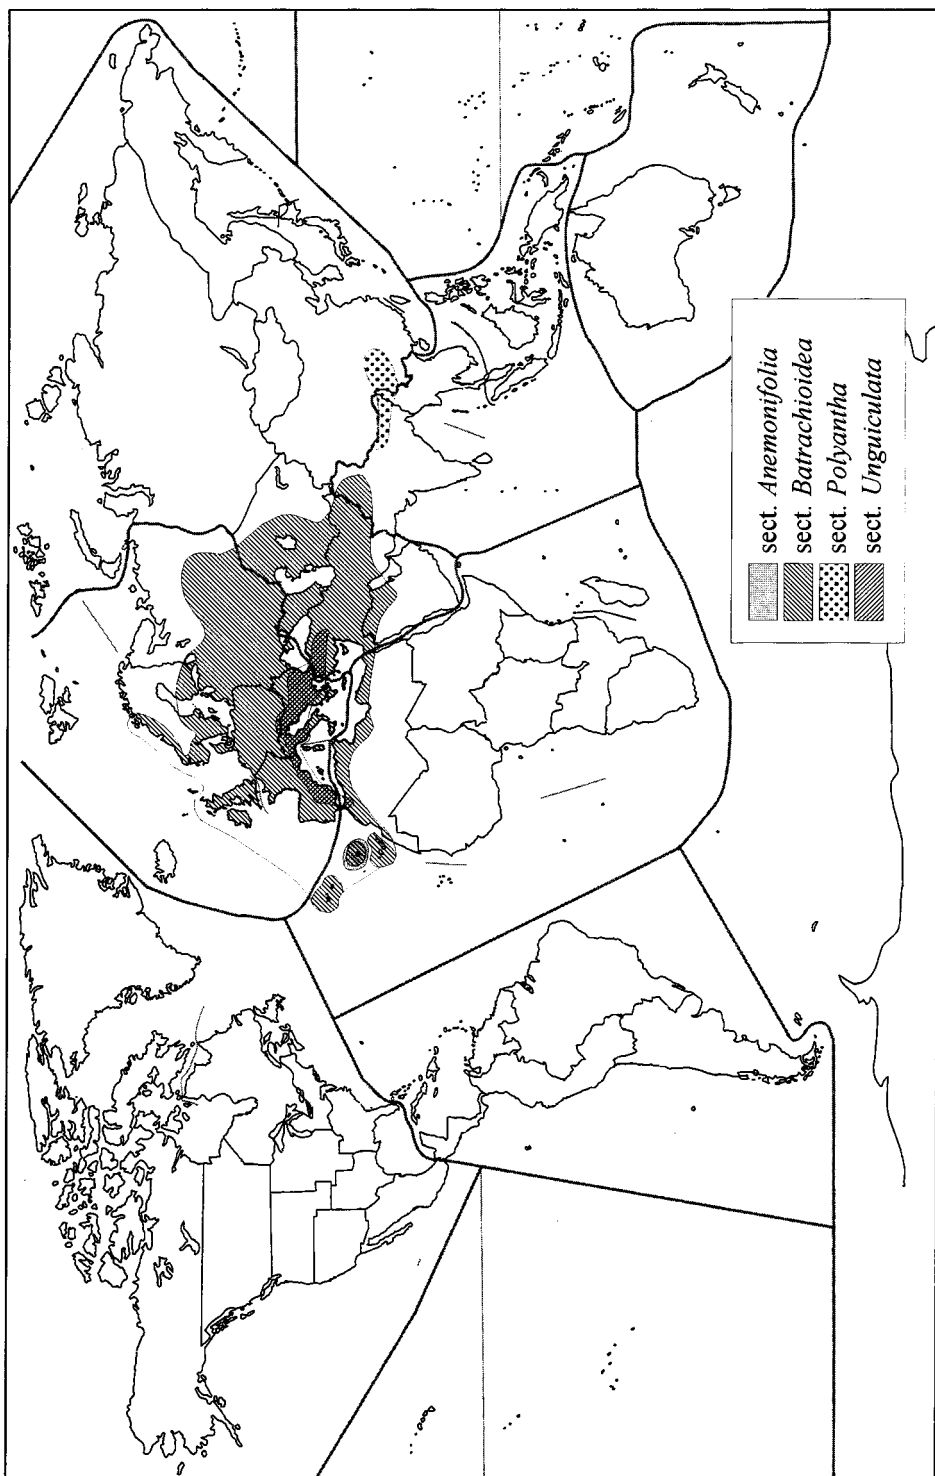 sect. Anemonifolia
sect. Batrachioidea
sect. Polyantha
sect. Unguiculata